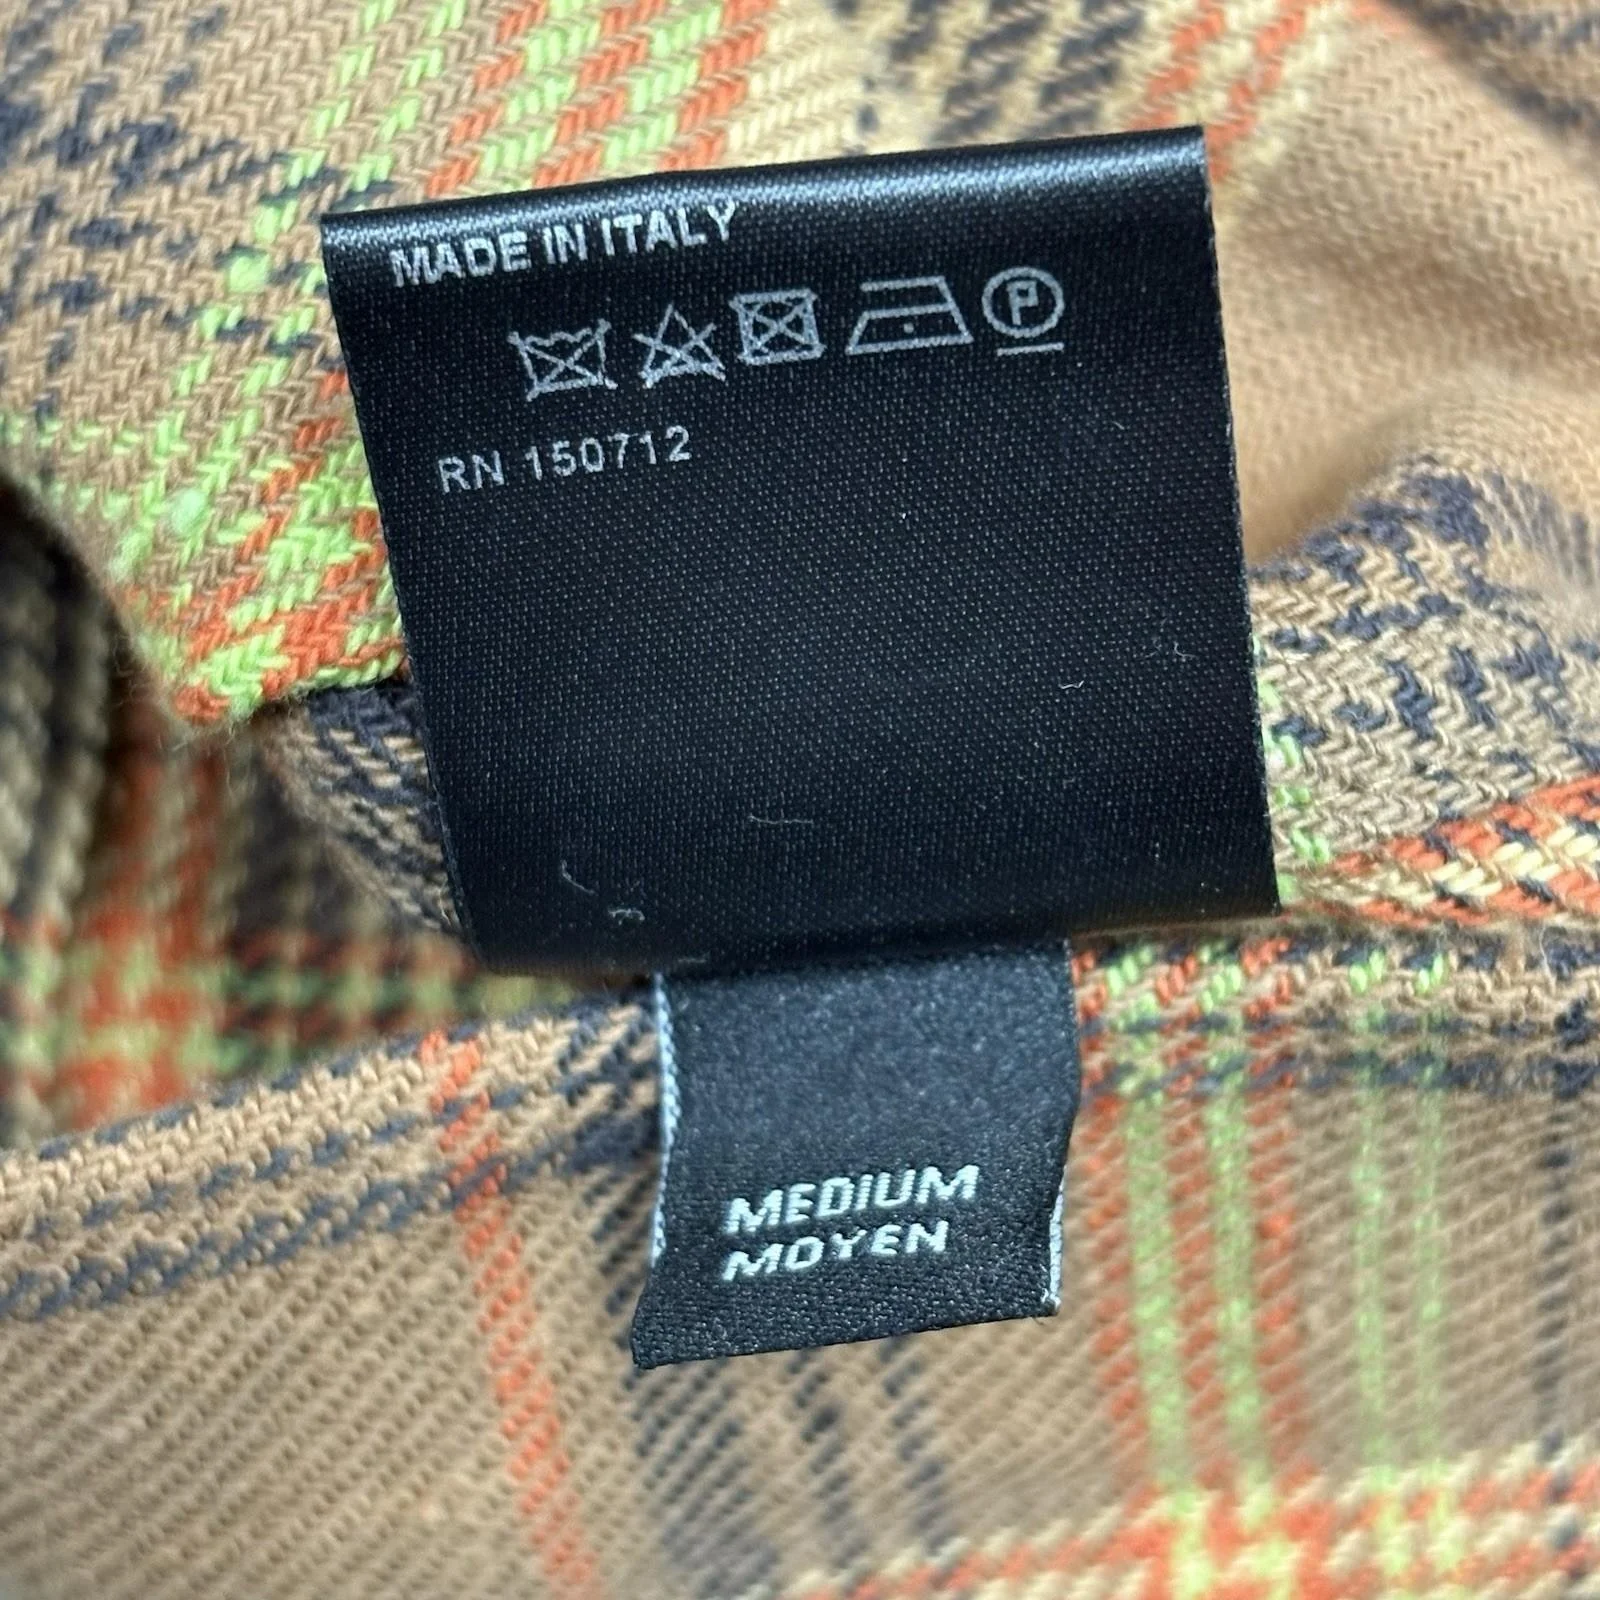 MADE IN ITALY
P
RN 150712
MEDIUM
MOYEN